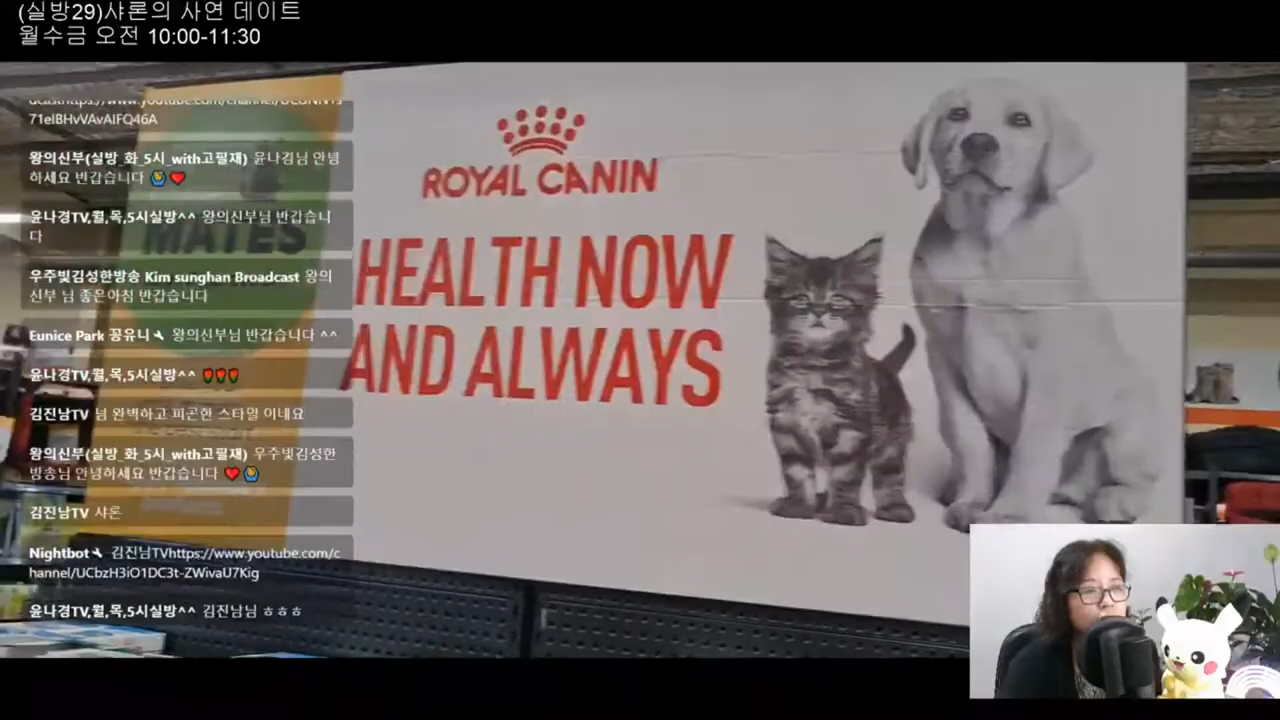 (실방29)샤론의 사연 데이트
월수금 오전 10:00-11:30
71elBHvVAvAIFQ46A
왕의신부(실방_화_5시_with고필재) 윤나겸님 안녕
하세요 반갑습니다
윤나경TV,월,목,5시실방^^ 왕의신부님 반갑습니
다
우주빛김성한방송 Kim sunghan Broadcast 왕의
신부 님 좋은아침 반갑습니다
Eunice Park 꽁유니 왕의신부님 반갑습니다 ^^
윤나경TV,월,목,5시실방^^ 🌹🌹🌹
김진남TV 님 완벽하고 피곤한 스타일 이네요
왕의신부(실방_화_5시_with고필재) 우주빛김성한
방송님 안녕하세요 반갑습니다
김진남TV 샤론
Nightbot 김진남TVhttps://www.youtube.com/c
hannel/UCbzH3iO1DC3t-ZWivaU7Kig
윤나경TV,월,목,5시실방^^ 김진남님 ㅎㅎㅎ
MATES
ROYAL CANIN
HEALTH NOW
AND ALWAYS